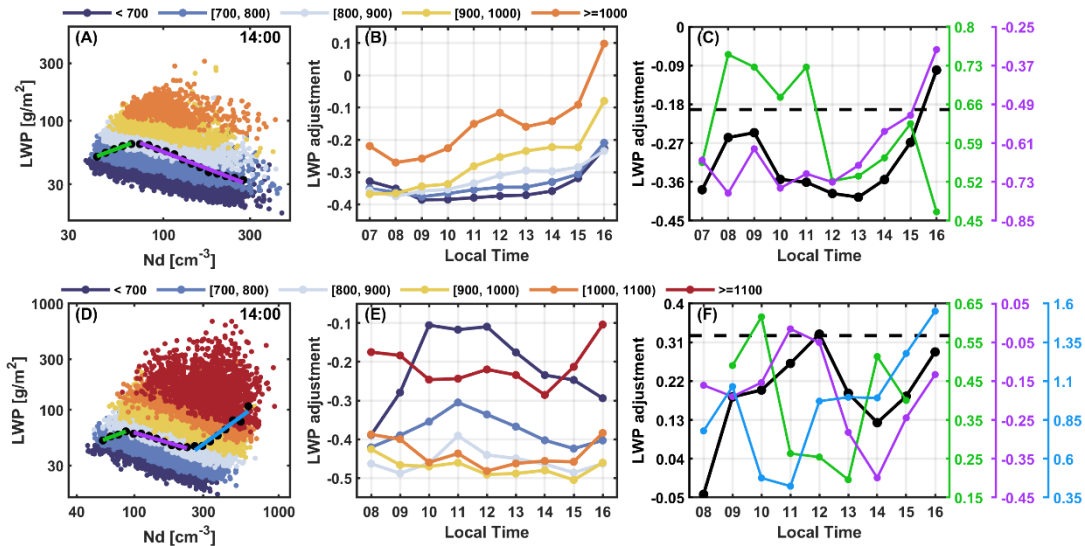 < 700 [700, 800) [800, 900) [900, 1000) >=1000
(A) 14:00
300
100
30
LWP [g/m²]
30 100 300
Nd [cm⁻³]
(B)
0.1
0
-0.1
-0.2
-0.3
-0.4
LWP adjustment
07 08 09 10 11 12 13 14 15 16
Local Time
(C)
-0
-0.09
-0.18
-0.27
-0.36
-0.45
LWP adjustment
07 08 09 10 11 12 13 14 15 16
Local Time
0.8
0.73
0.66
0.59
0.52
0.45
-0.25
-0.37
-0.49
-0.61
-0.73
-0.85
< 700 [700, 800) [800, 900) [900, 1000) [1000, 1100) >=1100
(D) 14:00
1000
300
100
30
LWP [g/m²]
40 100 300 1000
Nd [cm⁻³]
(E)
-0.1
-0.2
-0.3
-0.4
-0.5
LWP adjustment
08 09 10 11 12 13 14 15 16
Local Time
(F)
0.4
0.31
0.22
0.13
0.04
-0.05
LWP adjustment
08 09 10 11 12 13 14 15 16
Local Time
0.65
0.55
0.45
0.35
0.25
0.15
0.05
-0.05
-0.15
-0.25
-0.35
-0.45
1.6
1.35
1.1
0.85
0.6
0.35